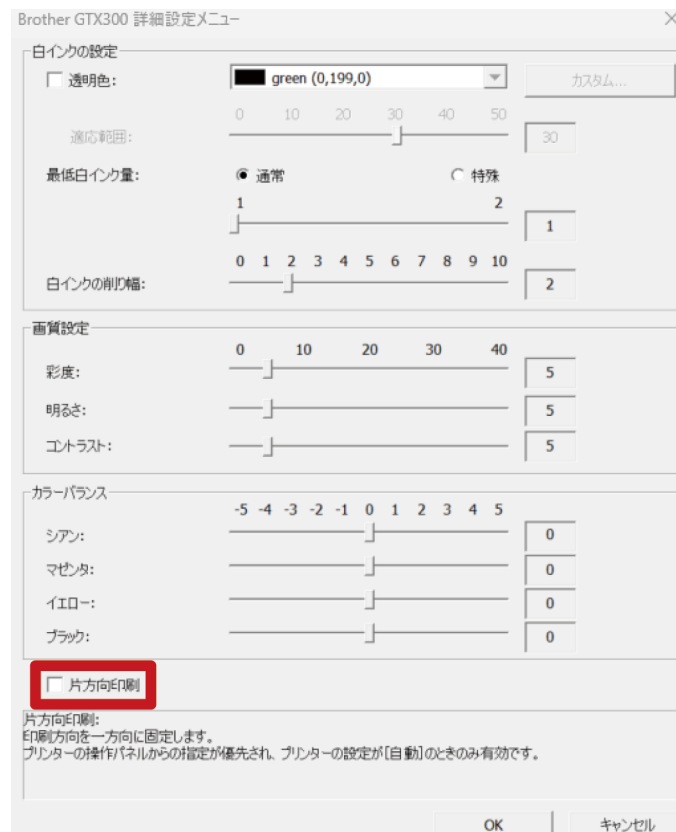 Brother GTX300 詳細設定メニュー
白インクの設定
透明色:
green (0,199,0)
カスタム...
0 10 20 30 40 50
適応範囲:
30
最低白インク量:
通常
特殊
1 2
1
0 1 2 3 4 5 6 7 8 9 10
白インクの削り幅:
2
画質設定
0 10 20 30 40
彩度:
5
明るさ:
5
コントラスト:
5
カラーバランス
-5 -4 -3 -2 -1 0 1 2 3 4 5
シアン:
0
マゼンタ:
0
イエロー:
0
ブラック:
0
片方向印刷
片方向印刷:
印刷方向を一方向に固定します。
プリンターの操作パネルからの指定が優先され、プリンターの設定が[自動]のときのみ有効です。
OK
キャンセル